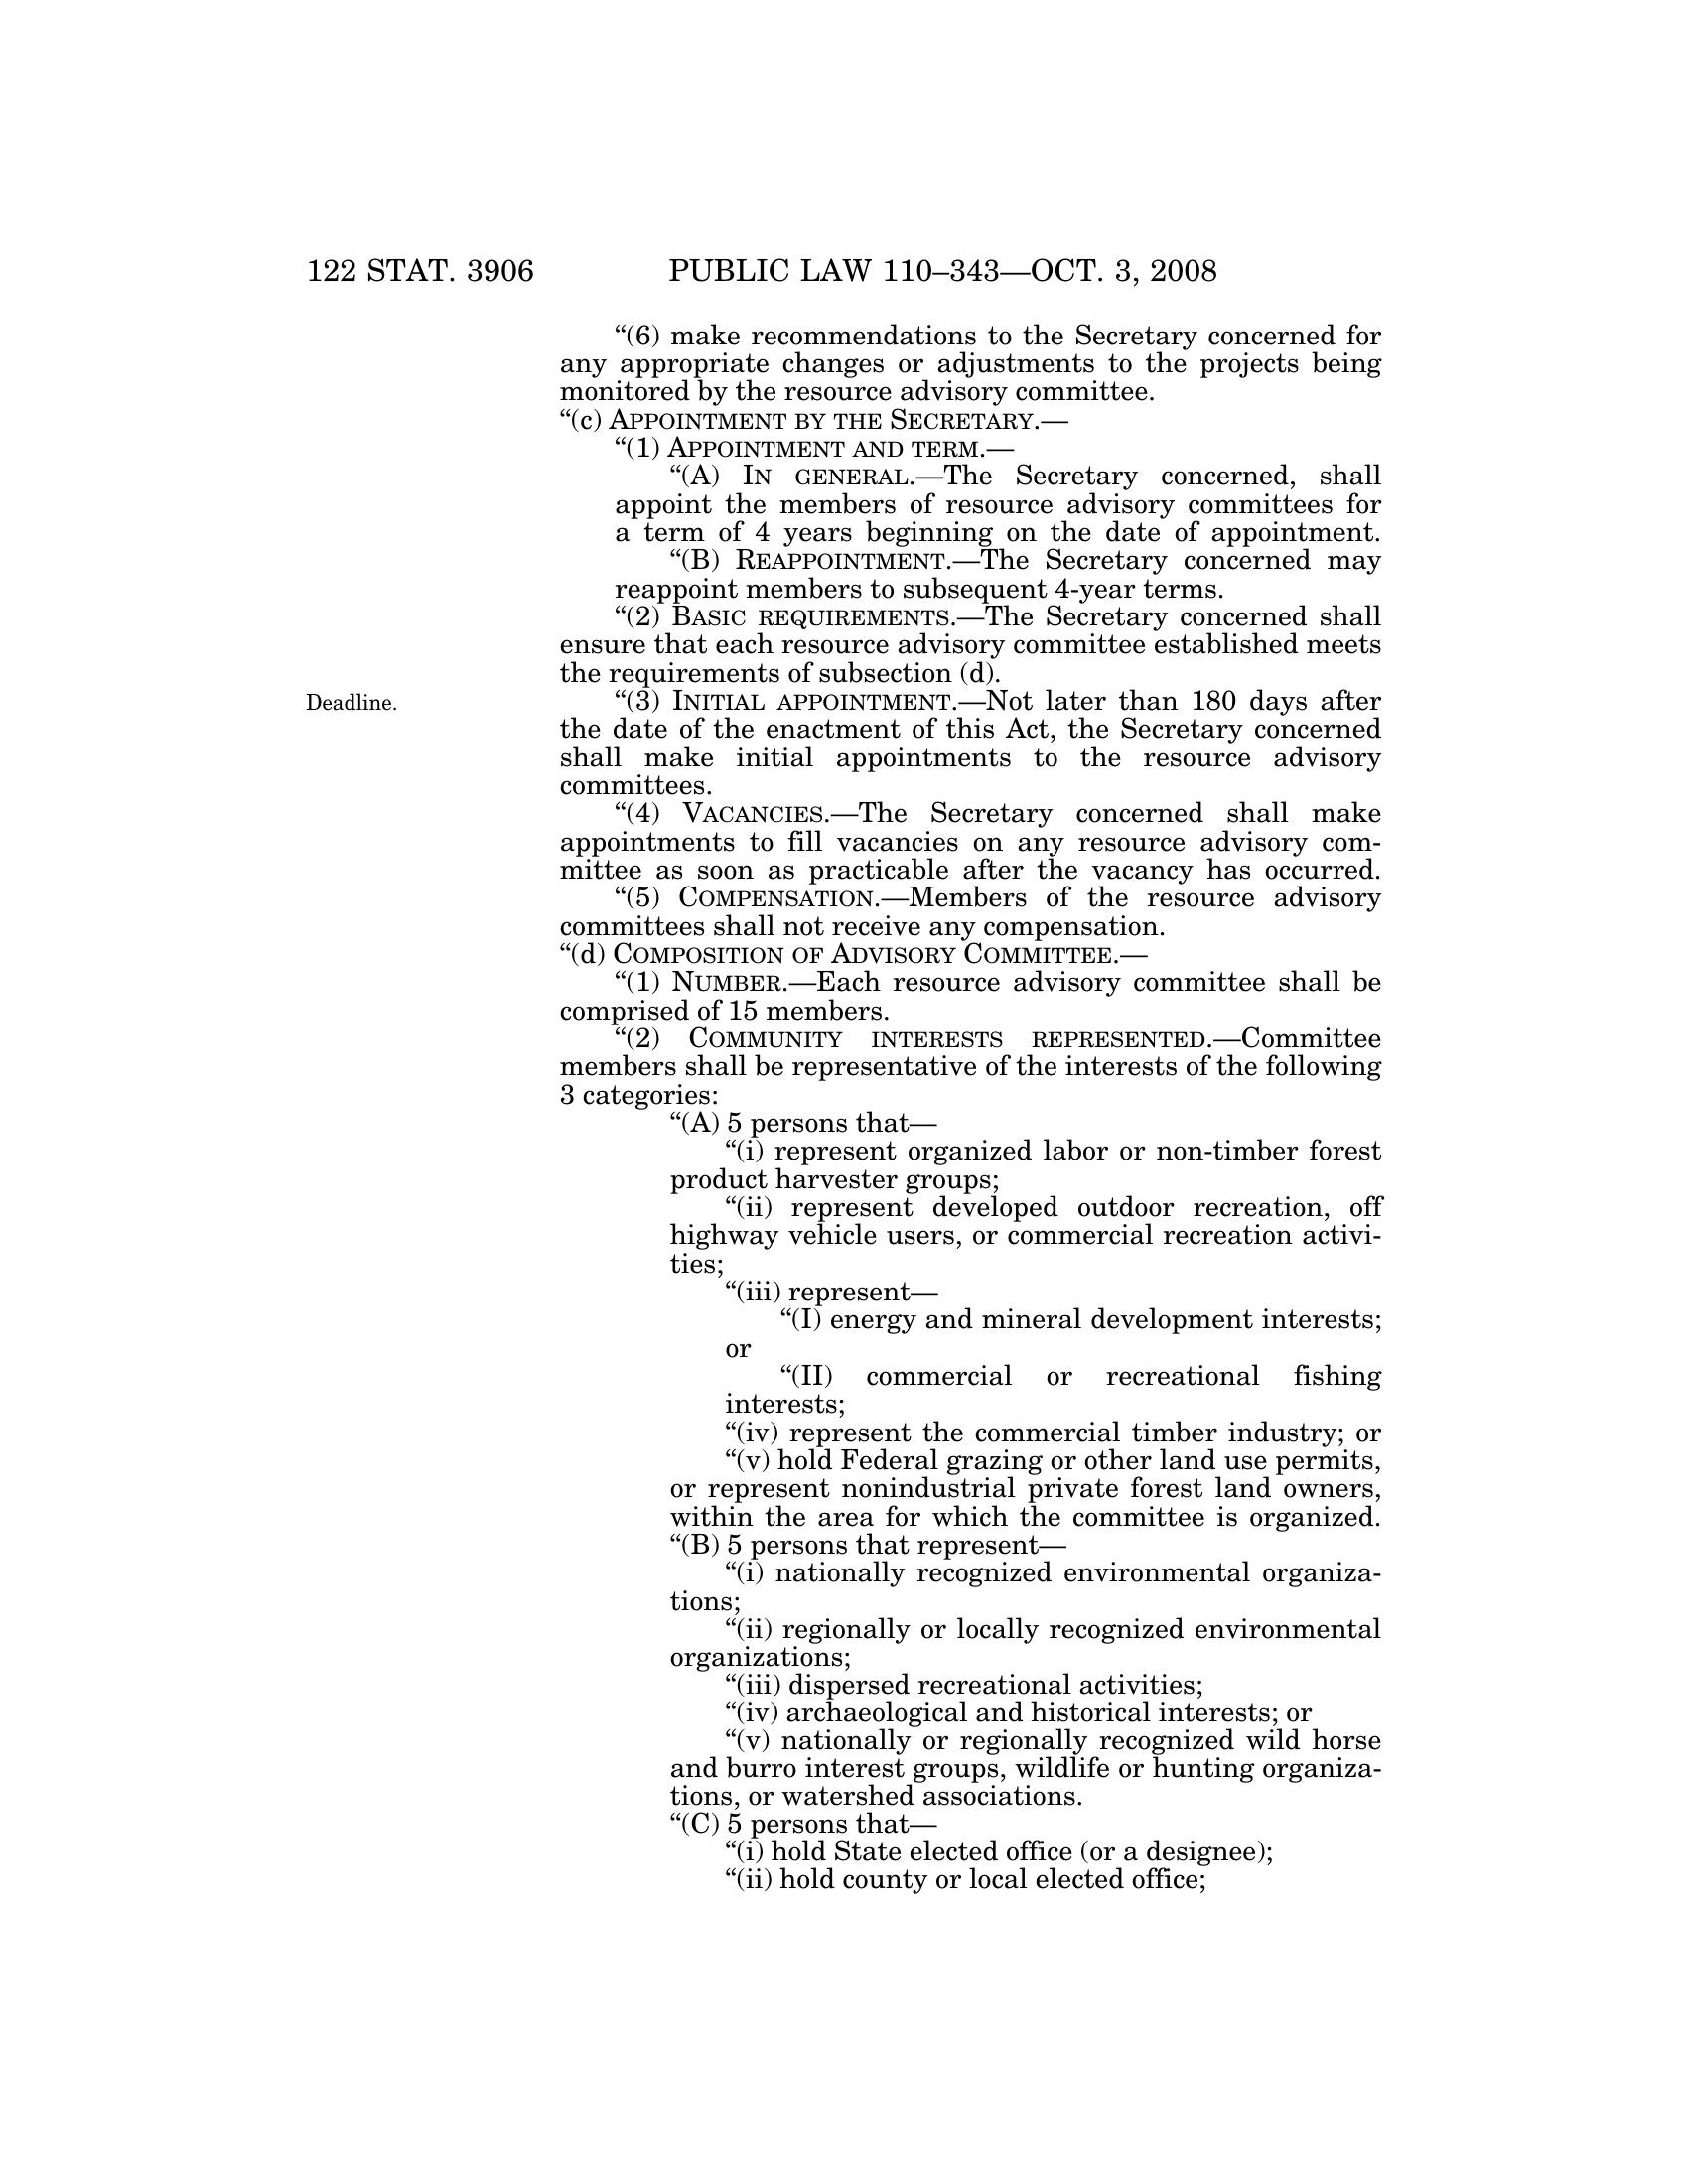 122 STAT. 3906 PUBLIC LAW 110–343—OCT. 3, 2008
“(6) make recommendations to the Secretary concerned for
any appropriate changes or adjustments to the projects being
monitored by the resource advisory committee.
“(c) APPOINTMENT BY THE SECRETARY.—
“(1) APPOINTMENT AND TERM.—
“(A) IN GENERAL.—The Secretary concerned, shall
appoint the members of resource advisory committees for
a term of 4 years beginning on the date of appointment.
“(B) REAPPOINTMENT.—The Secretary concerned may
reappoint members to subsequent 4-year terms.
“(2) BASIC REQUIREMENTS.—The Secretary concerned shall
ensure that each resource advisory committee established meets
the requirements of subsection (d).
Deadline.
“(3) INITIAL APPOINTMENT.—Not later than 180 days after
the date of the enactment of this Act, the Secretary concerned
shall make initial appointments to the resource advisory
committees.
“(4) VACANCIES.—The Secretary concerned shall make
appointments to fill vacancies on any resource advisory com-
mittee as soon as practicable after the vacancy has occurred.
“(5) COMPENSATION.—Members of the resource advisory
committees shall not receive any compensation.
“(d) COMPOSITION OF ADVISORY COMMITTEE.—
“(1) NUMBER.—Each resource advisory committee shall be
comprised of 15 members.
“(2) COMMUNITY INTERESTS REPRESENTED.—Committee
members shall be representative of the interests of the following
3 categories:
“(A) 5 persons that—
“(i) represent organized labor or non-timber forest
product harvester groups;
“(ii) represent developed outdoor recreation, off
highway vehicle users, or commercial recreation activi-
ties;
“(iii) represent—
“(I) energy and mineral development interests;
or
“(II) commercial or recreational fishing
interests;
“(iv) represent the commercial timber industry; or
“(v) hold Federal grazing or other land use permits,
or represent nonindustrial private forest land owners,
within the area for which the committee is organized.
“(B) 5 persons that represent—
“(i) nationally recognized environmental organiza-
tions;
“(ii) regionally or locally recognized environmental
organizations;
“(iii) dispersed recreational activities;
“(iv) archaeological and historical interests; or
“(v) nationally or regionally recognized wild horse
and burro interest groups, wildlife or hunting organiza-
tions, or watershed associations.
“(C) 5 persons that—
“(i) hold State elected office (or a designee);
“(ii) hold county or local elected office;